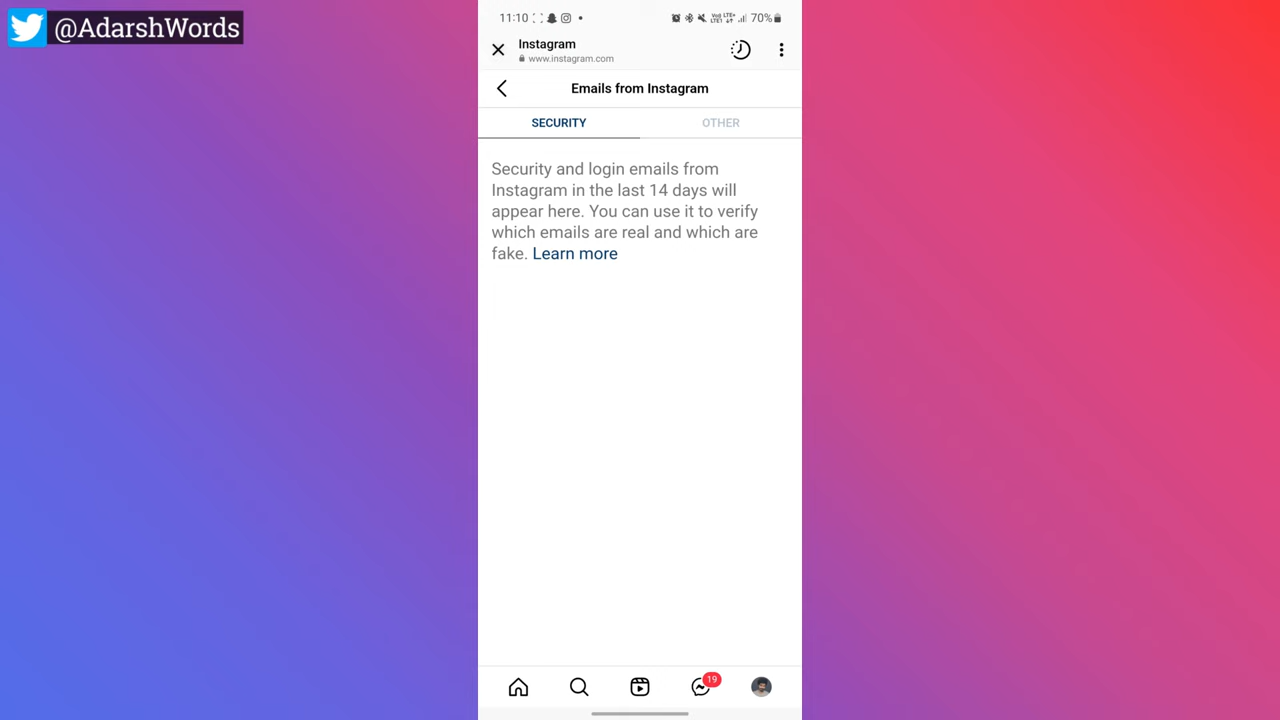 @AdarshWords
11:10
70%
Instagram
www.instagram.com
Emails from Instagram
SECURITY
OTHER
Security and login emails from
Instagram in the last 14 days will
appear here. You can use it to verify
which emails are real and which are
fake. Learn more
19